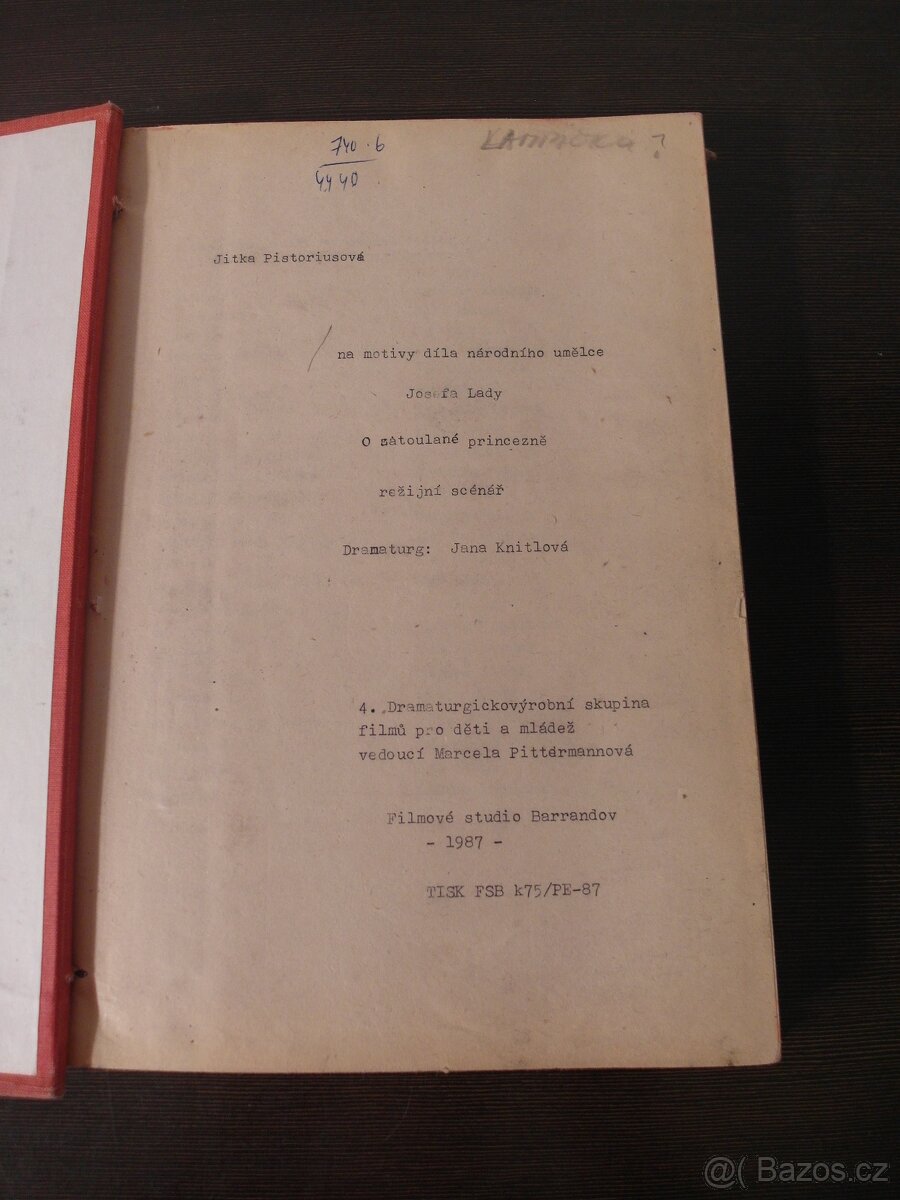 740 · 6
4440
?
Jitka Pistoriusová
na motivy díla národního umělce
Josefa Lady
O zatoulané princezně
režijní scénář
Dramaturg: Jana Knitlová
4. Dramaturgickovýrobní skupina
filmů pro děti a mládež
vedoucí Marcela Pittermannová
Filmové studio Barrandov
- 1987 -
TISK FSB k75/PE-87
@( Bazos.cz